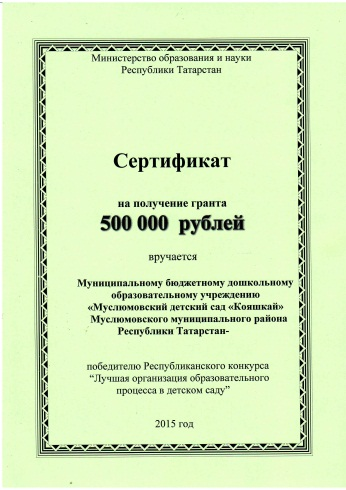 Министерство образования и науки
Республики Татарстан
Сертификат
на получение гранта
500 000 рублей
вручается
Муниципальному бюджетному дошкольному
образовательному учреждению
«Муслюмовский детский сад «Кояшкай»
Муслюмовского муниципального района
Республики Татарстан-
победителю Республиканского конкурса
“Лучшая организация образовательного
процесса в детском саду”
2015 год